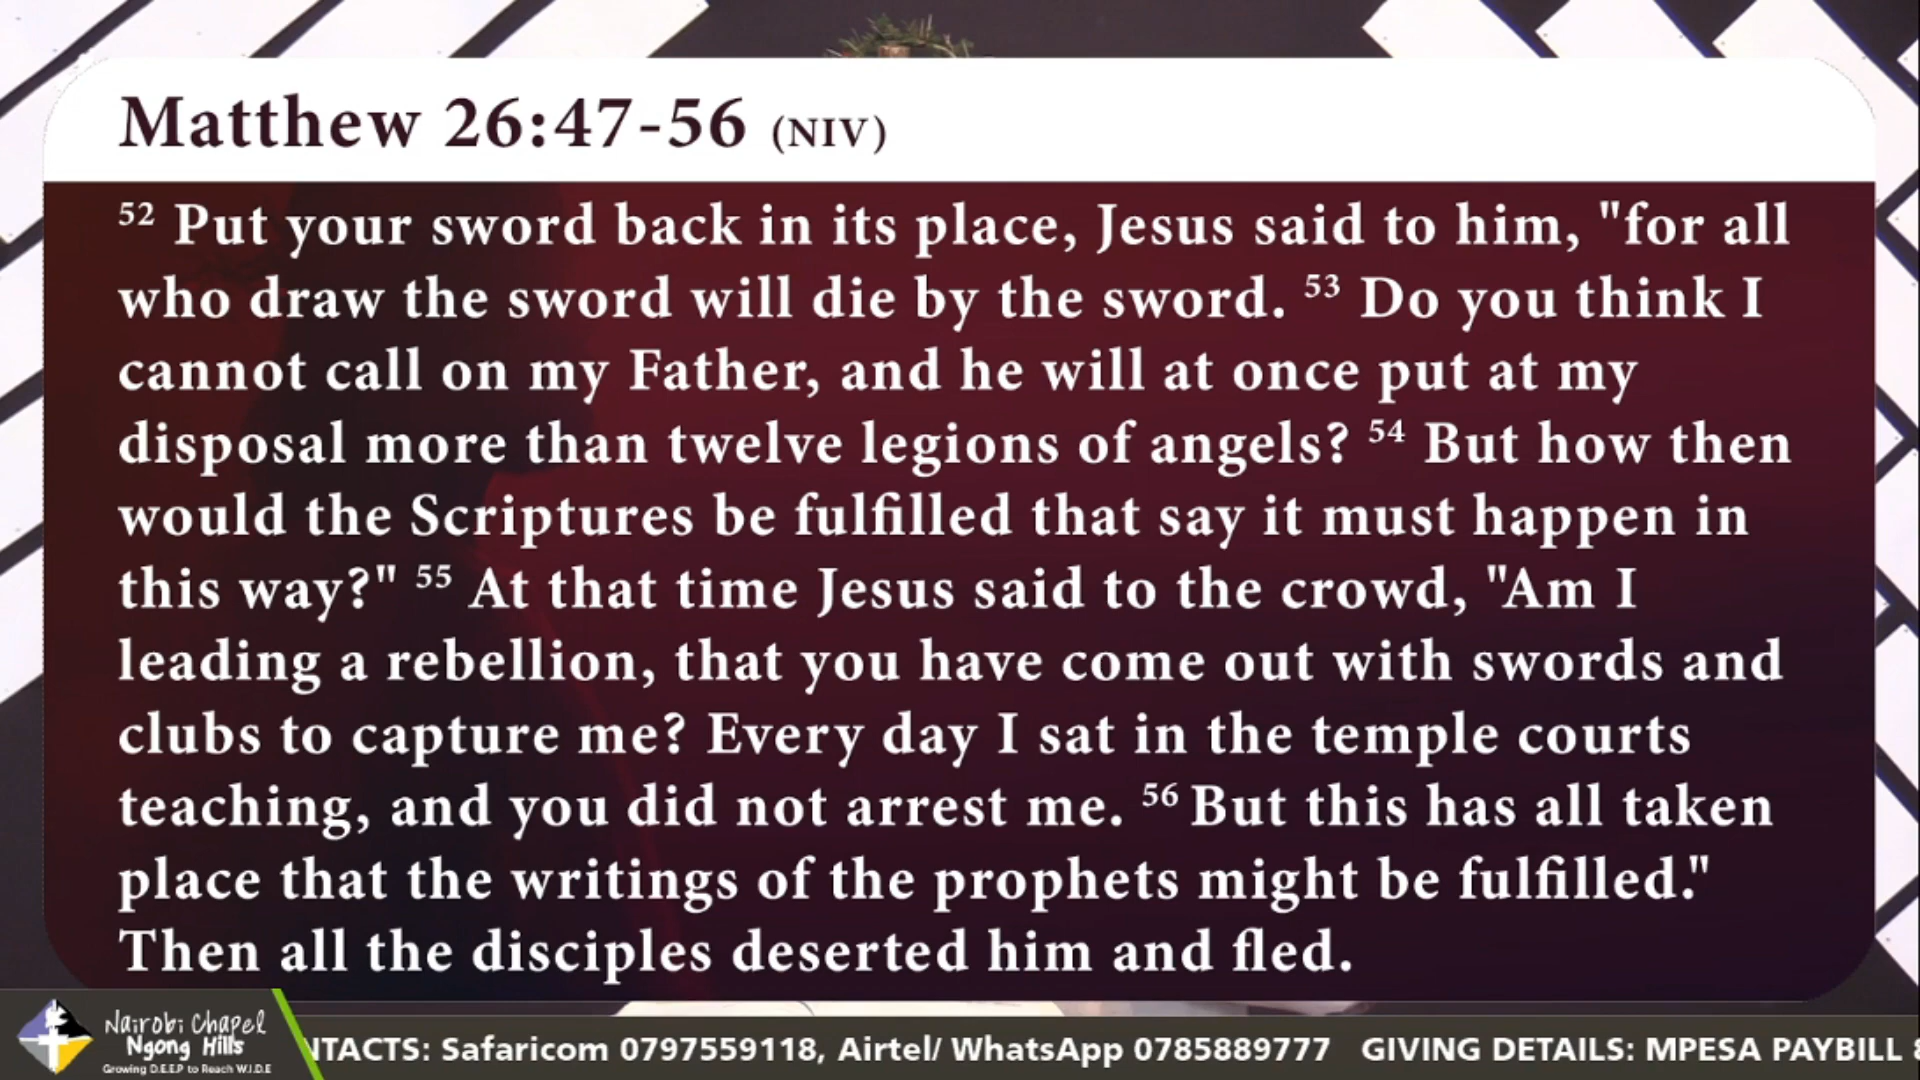 Matthew 26:47-56 (NIV)
52 Put your sword back in its place, Jesus said to him, "for all
who draw the sword will die by the sword. 53 Do you think I
cannot call on my Father, and he will at once put at my
disposal more than twelve legions of angels? 54 But how then
would the Scriptures be fulfilled that say it must happen in
this way?" 55 At that time Jesus said to the crowd, "Am I
leading a rebellion, that you have come out with swords and
clubs to capture me? Every day I sat in the temple courts
teaching, and you did not arrest me. 56 But this has all taken
place that the writings of the prophets might be fulfilled."
Then all the disciples deserted him and fled.
Nairobi Chapel
Ngong Hills
Growing D.E.E.P to Reach W.I.D.E
NTACTS: Safaricom 0797559118, Airtel/ WhatsApp 0785889777 GIVING DETAILS: MPESA PAYBILL